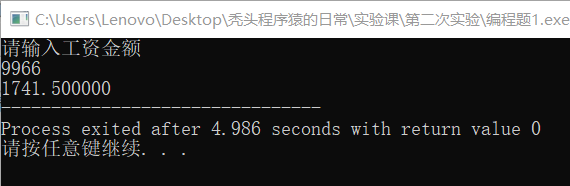 C:\Users\Lenovo\Desktop\秃头程序猿的日常\实验课\第二次实验\编程题1.exe
请输入工资金额
9966
1741.500000
--------------------------------
Process exited after 4.986 seconds with return value 0
请按任意键继续. . .